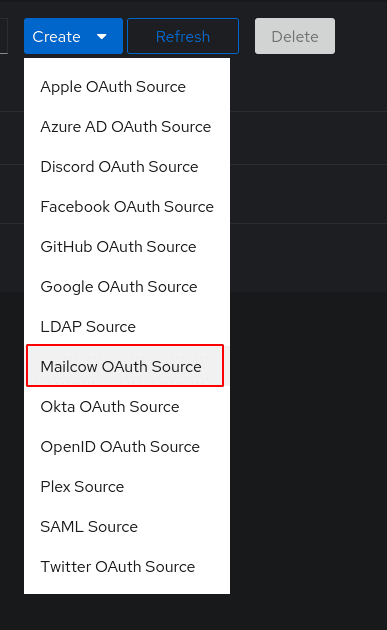 Create
Refresh
Delete
Apple OAuth Source
Azure AD OAuth Source
Discord OAuth Source
Facebook OAuth Source
GitHub OAuth Source
Google OAuth Source
LDAP Source
Mailcow OAuth Source
Okta OAuth Source
OpenID OAuth Source
Plex Source
SAML Source
Twitter OAuth Source